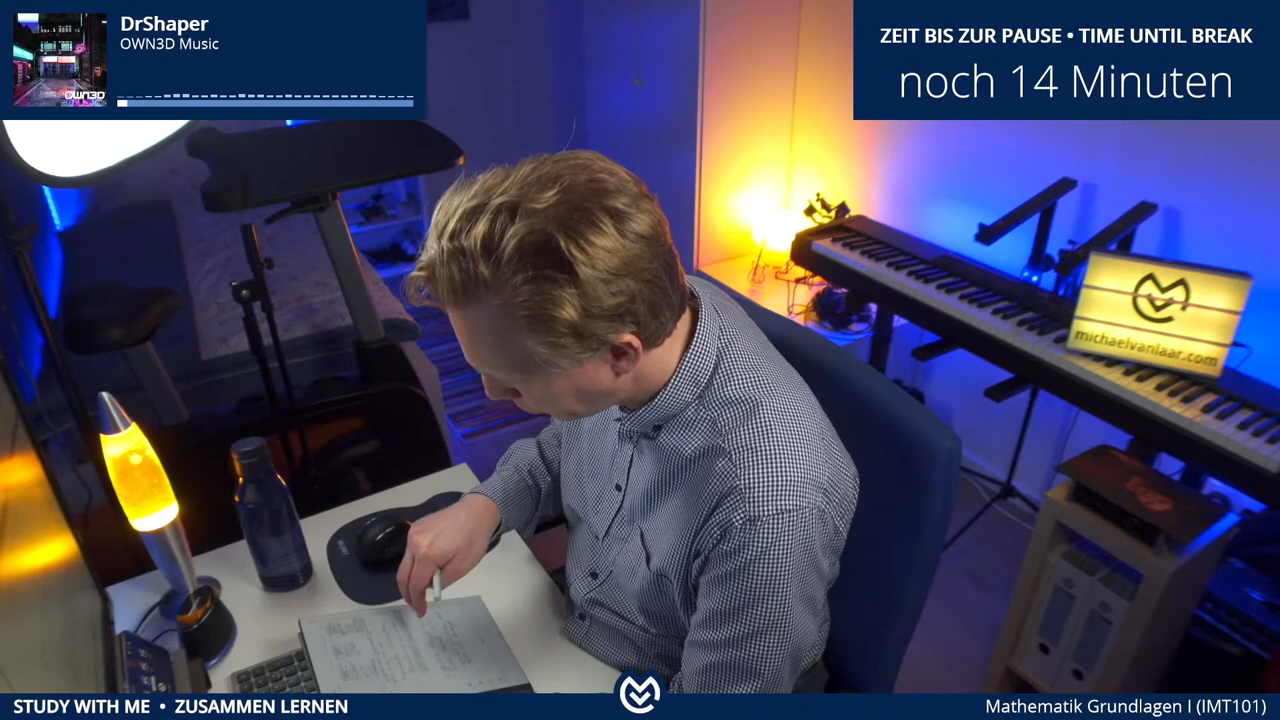 DrShaper
OWN3D Music
OWN3D
ZEIT BIS ZUR PAUSE • TIME UNTIL BREAK
noch 14 Minuten
michaelvanlaar.com
STUDY WITH ME • ZUSAMMEN LERNEN
Mathematik Grundlagen I (IMT101)